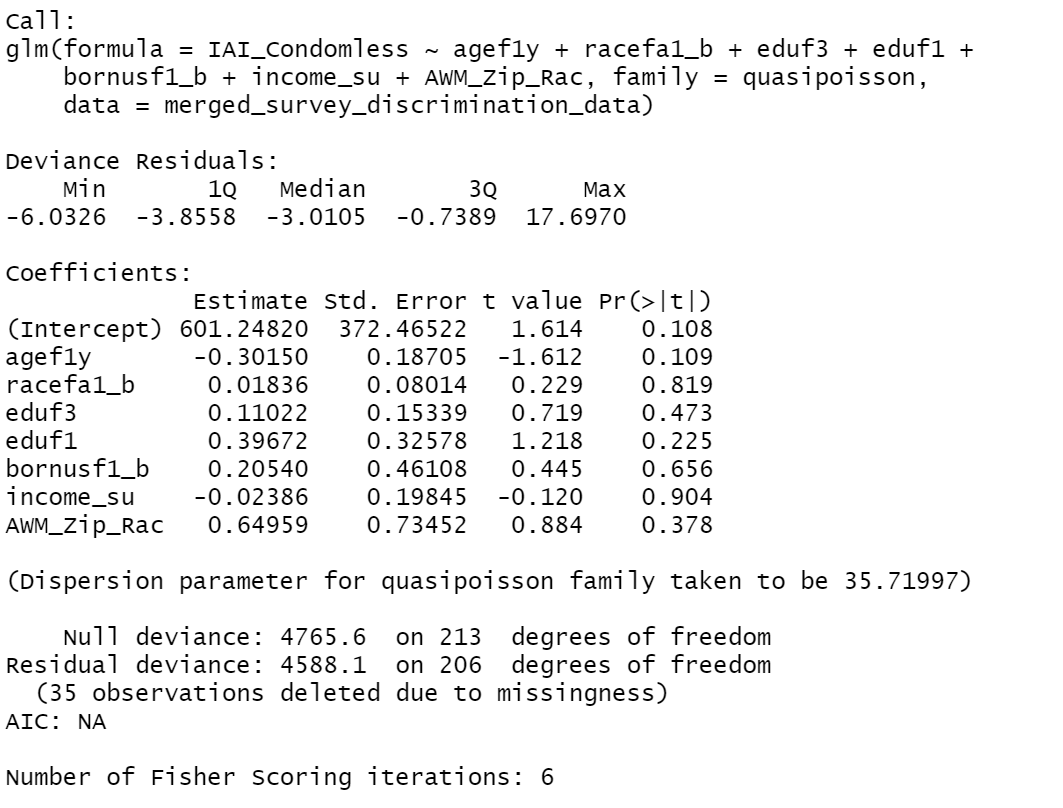 Call:
glm(formula = IAI_Condomless ~ agef1y + racefa1_b + eduf3 + eduf1 +
    bornusf1_b + income_su + AWM_Zip_Rac, family = quasipoisson,
    data = merged_survey_discrimination_data)

Deviance Residuals:
    Min       1Q   Median       3Q      Max
-6.0326  -3.8558  -3.0105  -0.7389  17.6970

Coefficients:
             Estimate Std. Error t value Pr(>|t|)
(Intercept) 601.24820  372.46522   1.614    0.108
agef1y       -0.30150    0.18705  -1.612    0.109
racefa1_b     0.01836    0.08014   0.229    0.819
eduf3         0.11022    0.15339   0.719    0.473
eduf1         0.39672    0.32578   1.218    0.225
bornusf1_b    0.20540    0.46108   0.445    0.656
income_su    -0.02386    0.19845  -0.120    0.904
AWM_Zip_Rac   0.64959    0.73452   0.884    0.378

(Dispersion parameter for quasipoisson family taken to be 35.71997)

    Null deviance: 4765.6  on 213  degrees of freedom
Residual deviance: 4588.1  on 206  degrees of freedom
  (35 observations deleted due to missingness)
AIC: NA

Number of Fisher Scoring iterations: 6